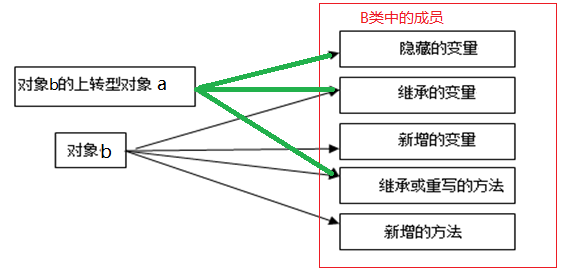 B类中的成员
隐藏的变量
对象b的上转型对象 a
继承的变量
新增的变量
对象 b
继承或重写的方法
新增的方法